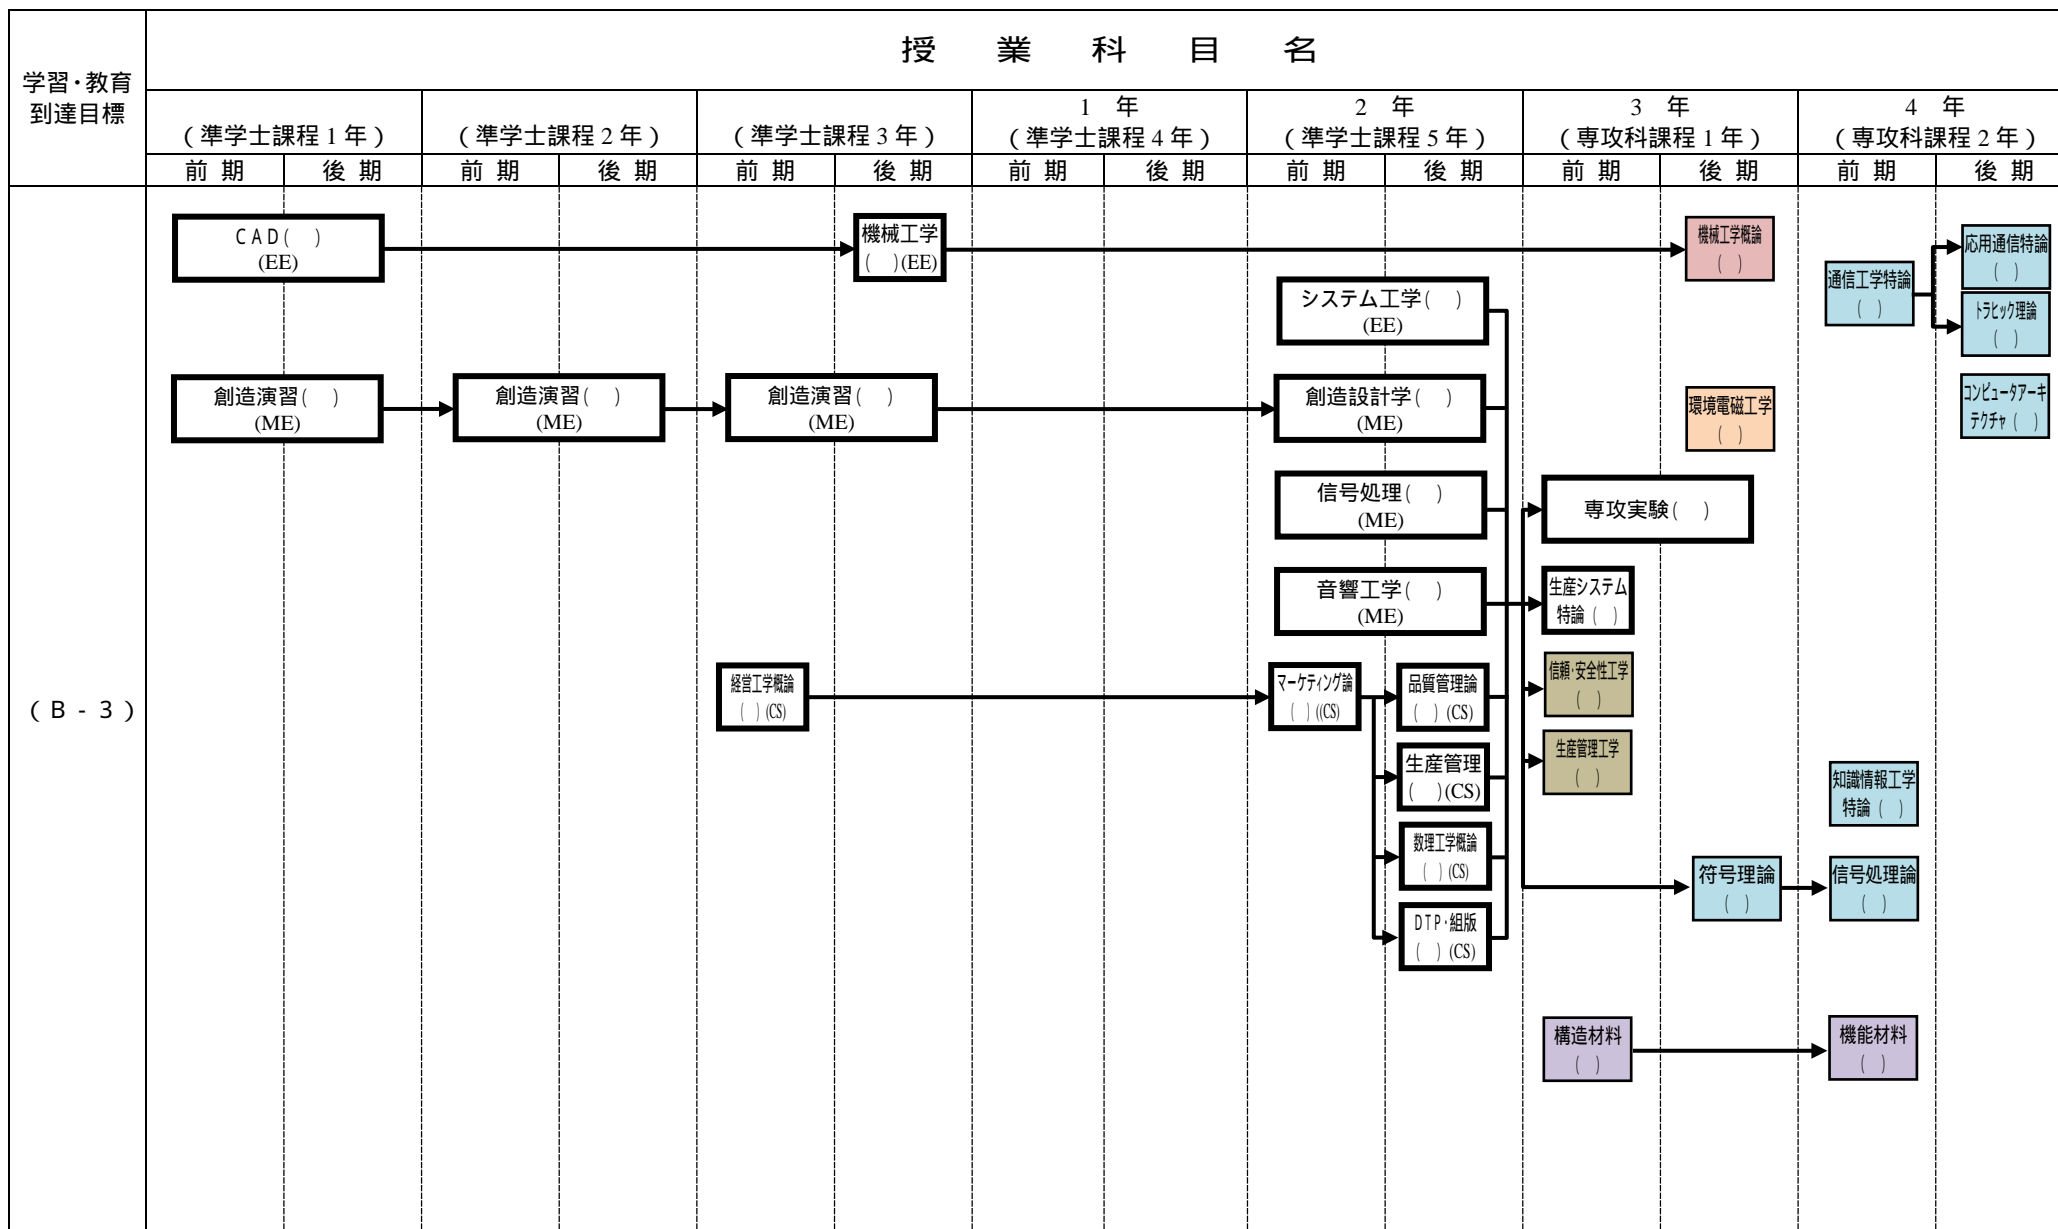 授 業 科 目 名
学習・教育
到達目標
(準学士課程1年)
(準学士課程2年)
(準学士課程3年)
1 年
(準学士課程4年)
2 年
(準学士課程5年)
3 年
(専攻科課程1年)
4 年
(専攻科課程2年)
前 期 後 期 前 期 後 期 前 期 後 期 前 期 後 期 前 期 後 期 前 期 後 期 前 期 後 期
(B-3)
CAD( )
(EE)
機械工学
( )(EE)
機械工学概論
( )
通信工学特論
( )
応用通信特論
( )
トラヒック理論
( )
システム工学( )
(EE)
創造演習( )
(ME)
創造演習( )
(ME)
創造演習( )
(ME)
創造設計学( )
(ME)
環境電磁工学
( )
コンピュータアーキ
テクチャ( )
信号処理( )
(ME)
専攻実験( )
音響工学( )
(ME)
生産システム
特論( )
経営工学概論
( )(CS)
マーケティング論
( )((CS)
品質管理論
( )(CS)
信頼・安全性工学
( )
生産管理
( )(CS)
生産管理工学
( )
知識情報工学
特論( )
数理工学概論
( )(CS)
符号理論
( )
信号処理論
( )
DTP・組版
( )(CS)
構造材料
( )
機能材料
( )